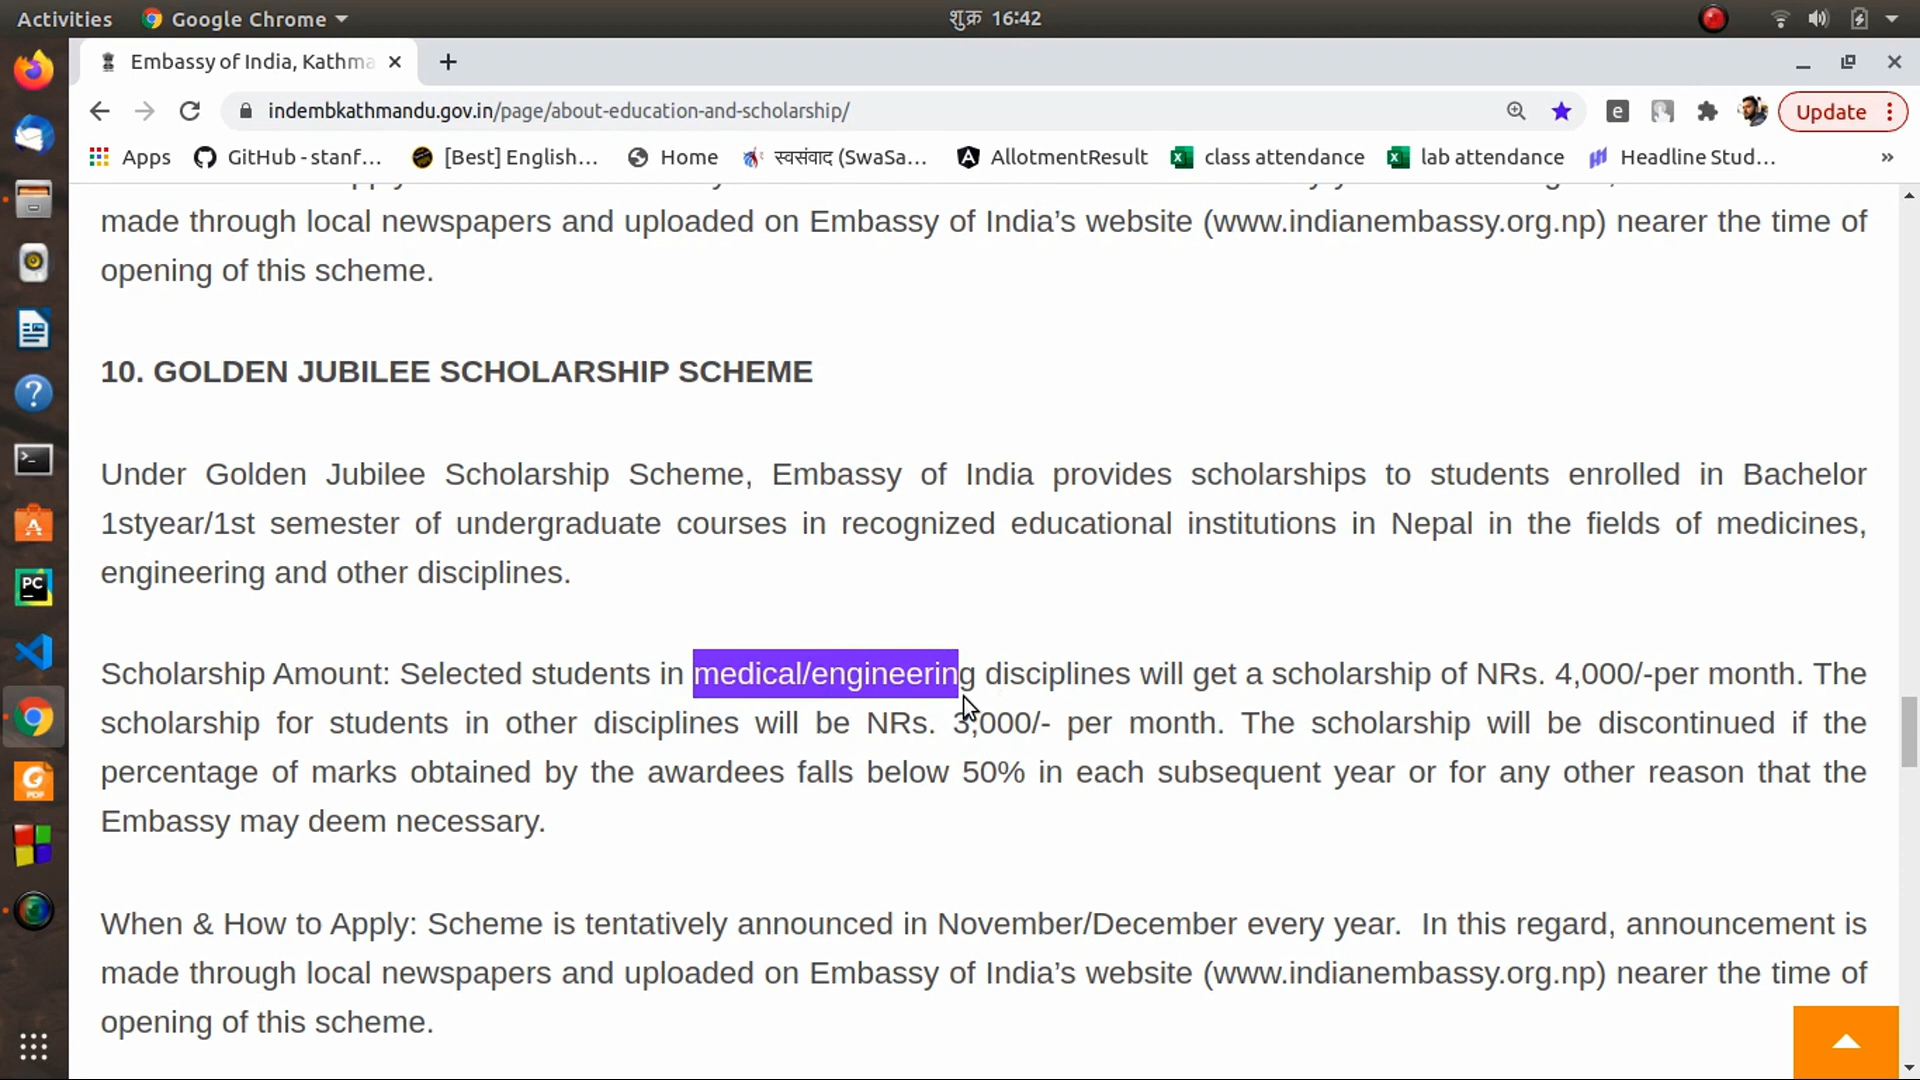 Activities
Google Chrome
शुक्र 16:42
Embassy of India, Kathma
indembkathmandu.gov.in/page/about-education-and-scholarship/
Update
Apps
GitHub - stanf...
[Best] English...
Home
स्वसंवाद (SwaSa...
AllotmentResult
class attendance
lab attendance
Headline Stud...
»
made through local newspapers and uploaded on Embassy of India’s website (www.indianembassy.org.np) nearer the time of
opening of this scheme.
10. GOLDEN JUBILEE SCHOLARSHIP SCHEME
Under Golden Jubilee Scholarship Scheme, Embassy of India provides scholarships to students enrolled in Bachelor
1styear/1st semester of undergraduate courses in recognized educational institutions in Nepal in the fields of medicines,
engineering and other disciplines.
Scholarship Amount: Selected students in medical/engineering disciplines will get a scholarship of NRs. 4,000/-per month. The
scholarship for students in other disciplines will be NRs. 3,000/- per month. The scholarship will be discontinued if the
percentage of marks obtained by the awardees falls below 50% in each subsequent year or for any other reason that the
Embassy may deem necessary.
When & How to Apply: Scheme is tentatively announced in November/December every year. In this regard, announcement is
made through local newspapers and uploaded on Embassy of India’s website (www.indianembassy.org.np) nearer the time of
opening of this scheme.